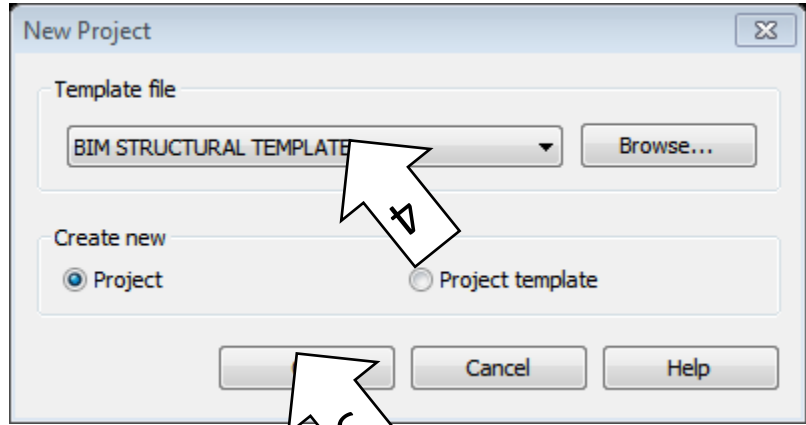 New Project
Template file
BIM STRUCTURAL TEMPLATE
Browse...
4
Create new
Project
Project template
Cancel
Help